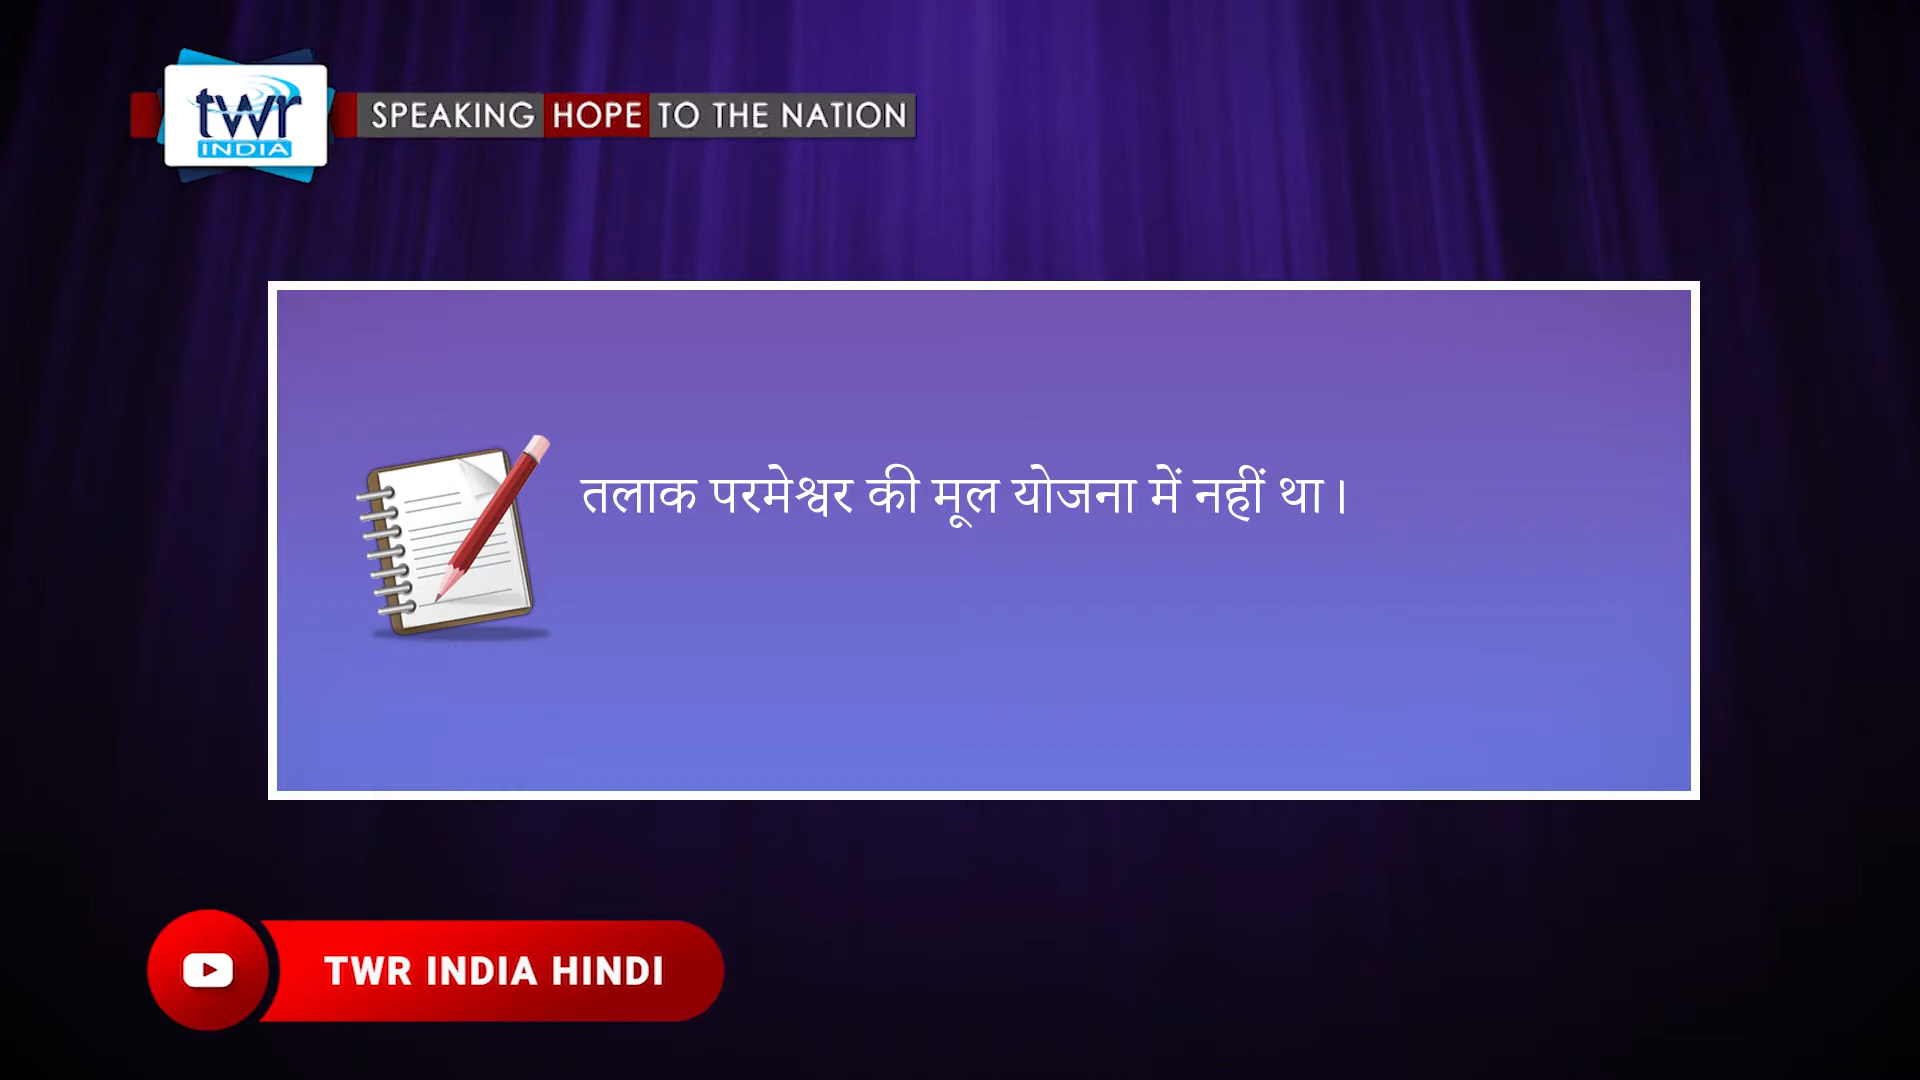 twr
INDIA
SPEAKING HOPE TO THE NATION
तलाक परमेश्वर की मूल योजना में नहीं था।
TWR INDIA HINDI